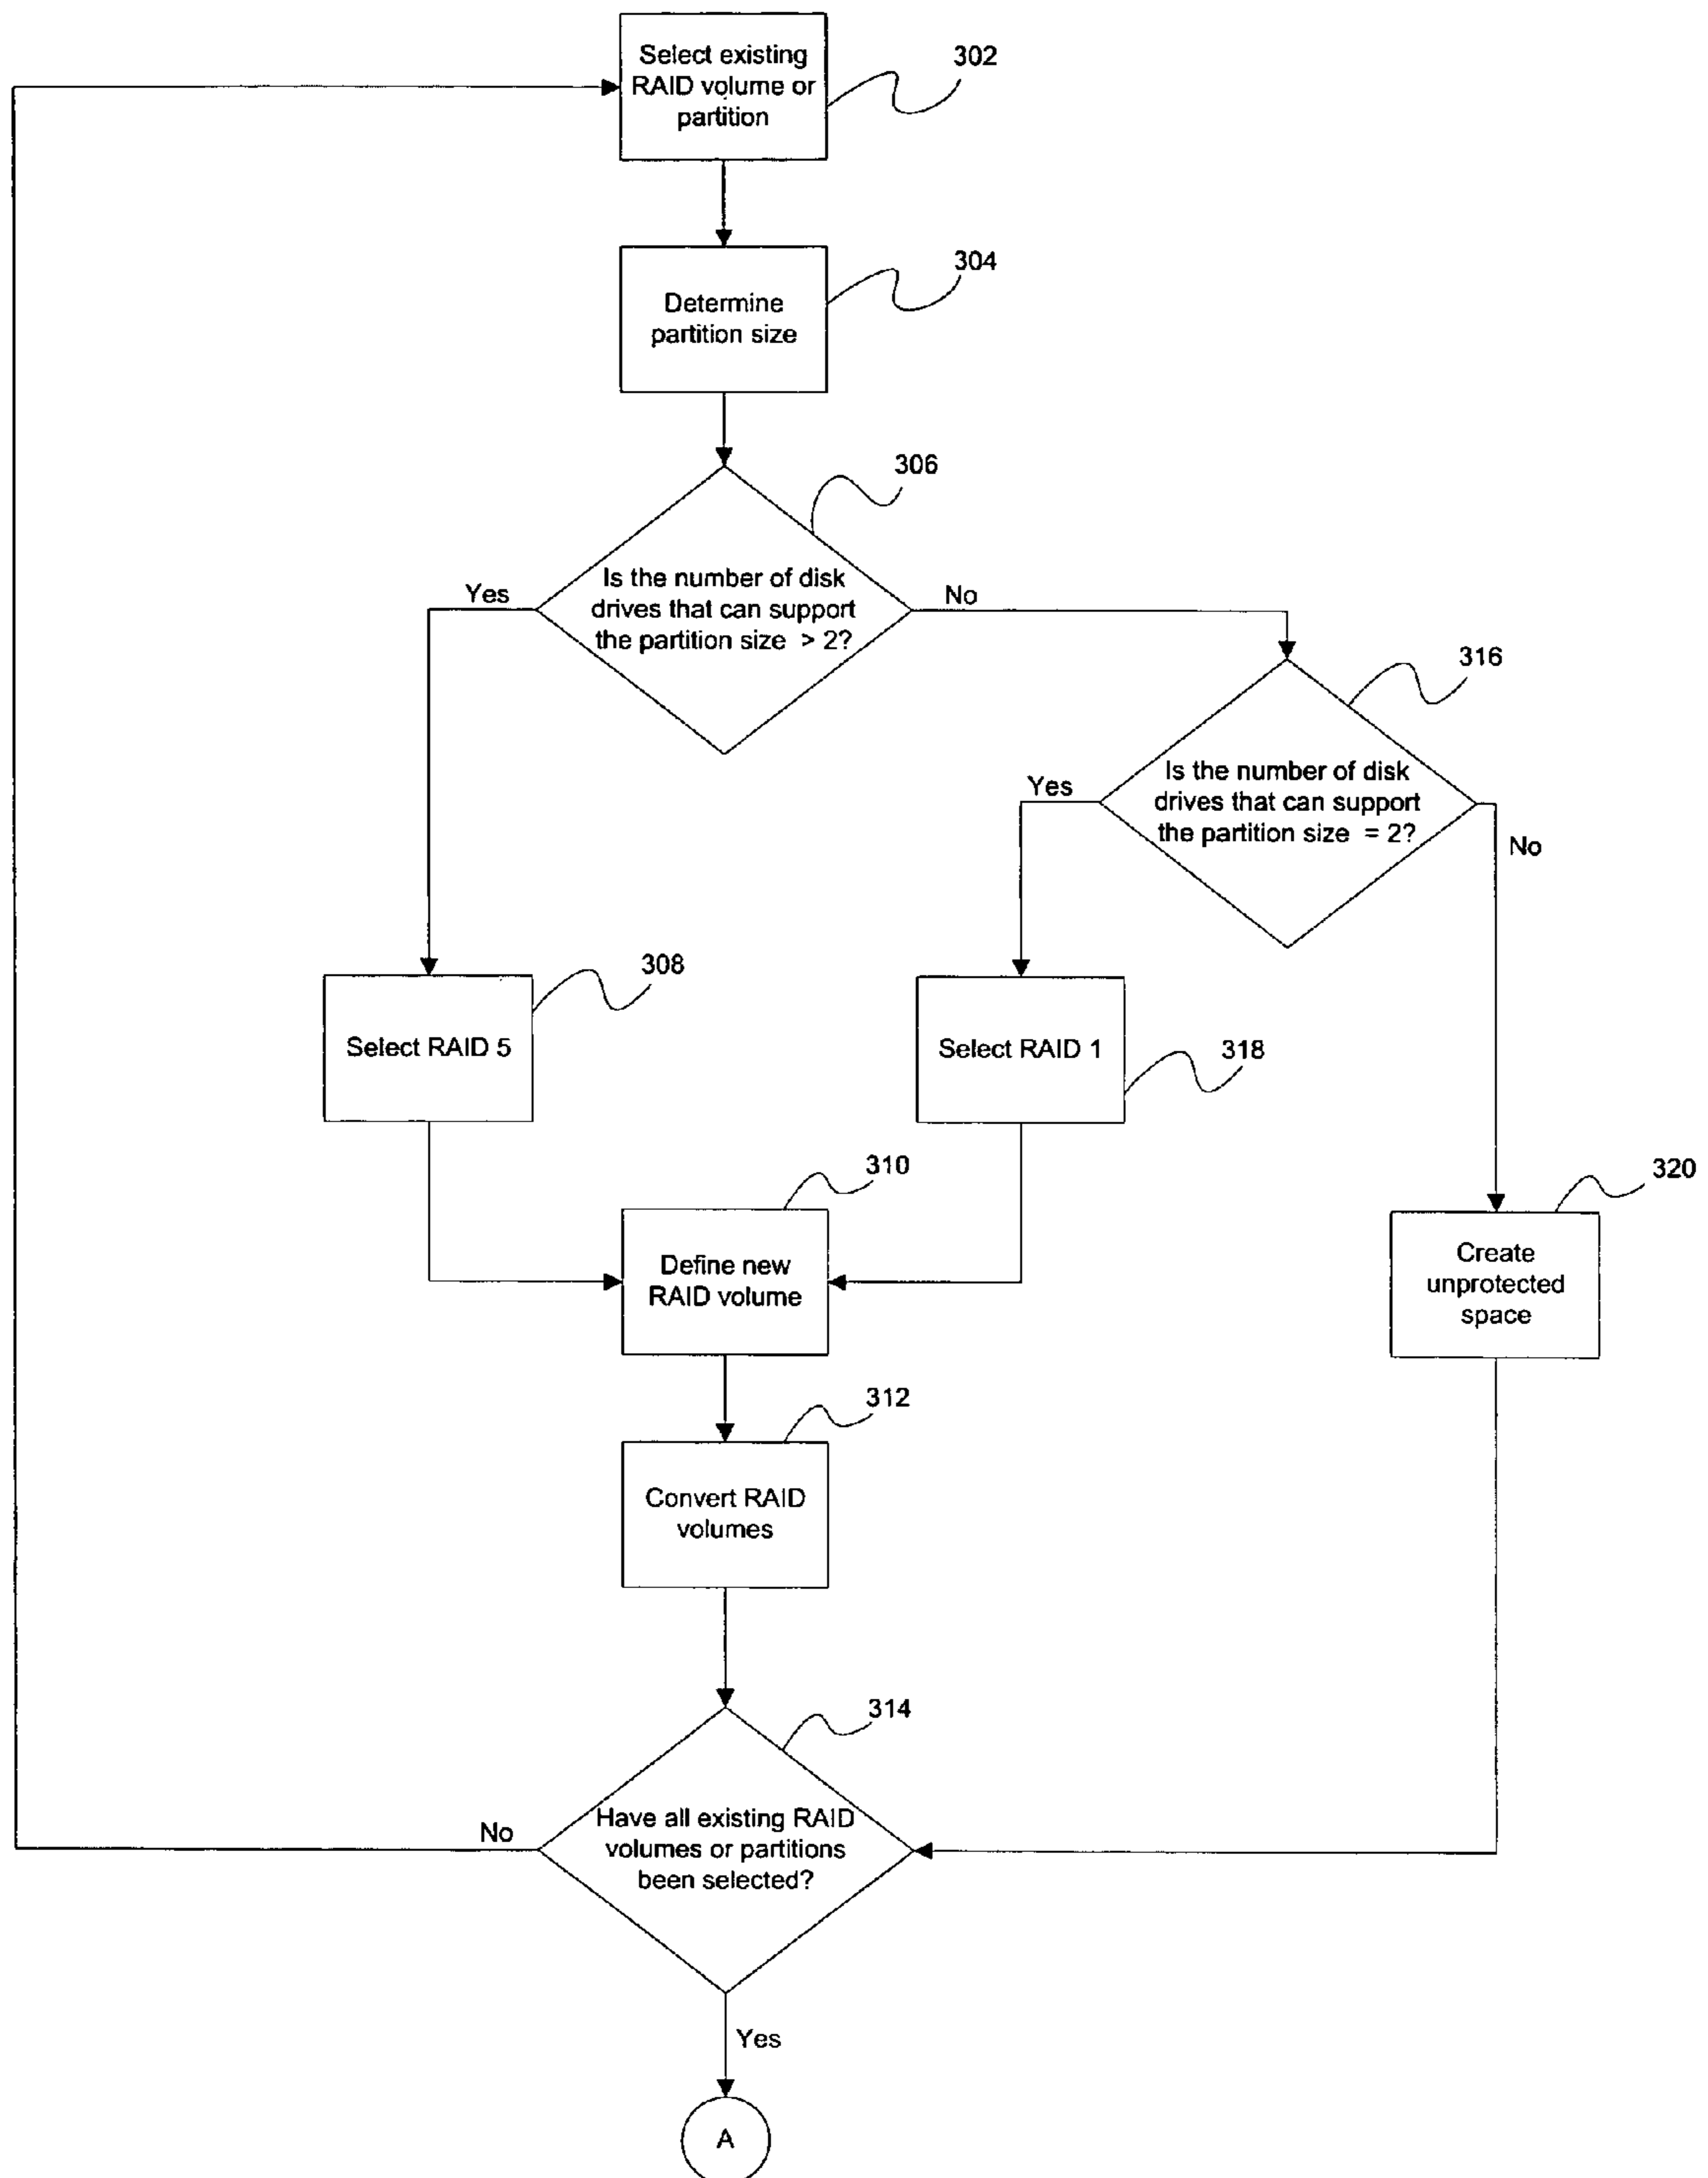 Select existing
RAID volume or
partition
302
Determine
partition size
304
306
Is the number of disk
drives that can support
the partition size > 2?
Yes
No
316
Is the number of disk
drives that can support
the partition size = 2?
Yes
No
Select RAID 5
308
Select RAID 1
318
310
Define new
RAID volume
320
Create
unprotected
space
312
Convert RAID
volumes
314
Have all existing RAID
volumes or partitions
been selected?
No
Yes
A